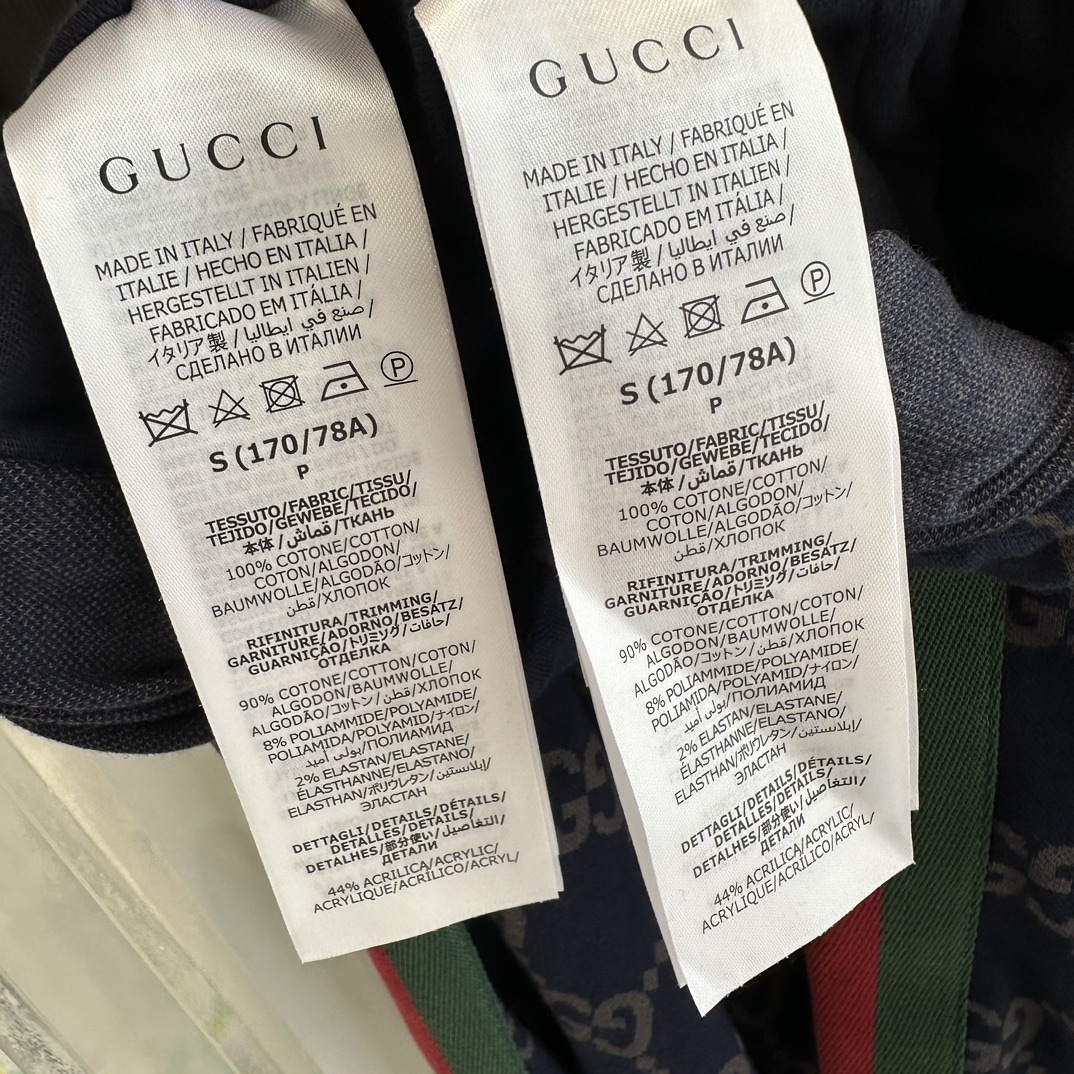 GUCCI
MADE IN ITALY / FABRIQUÉ EN
ITALIE / HECHO EN ITALIA /
HERGESTELLT IN ITALIEN /
FABRICADO EM ITÁLIA /
イタリア製 / صنع في ايطاليا /
СДЕЛАНО В ИТАЛИИ
P
S (170/78A)
P
TESSUTO/FABRIC/TISSU/
TEJIDO/GEWEBE/TECIDO/
本体/قماش/ТКАНЬ
100% COTONE/COTTON/
COTON/ALGODON/
BAUMWOLLE/ALGODÃO/コットン/
قطن/ХЛОПОК
RIFINITURA/TRIMMING/
GARNITURE/ADORNO/BESATZ/
GUARNIÇÃO/トリミング/حافات/
ОТДЕЛКА
90% COTONE/COTTON/COTON/
ALGODON/BAUMWOLLE/
ALGODÃO/コットン/قطن/ХЛОПОК
8% POLIAMMIDE/POLYAMIDE/
POLIAMIDA/POLYAMID/ナイロン/
بولي أميد/ПОЛИАМИД
2% ELASTAN/ELASTANE/
ÉLASTHANNE/ELASTANO/
ELASTHAN/ポリウレタン/إيلاستين/
ЭЛАСТАН
DETTAGLI/DETAILS/DÉTAILS/
DETALLES/DETAILS/
DETALHES/部分使い/التفاصيل/
ДЕТАЛИ
44% ACRILICA/ACRYLIC/
ACRYLIQUE/ACRÍLICO/ACRYL/
GUCCI
MADE IN ITALY / FABRIQUÉ EN
ITALIE / HECHO EN ITALIA /
HERGESTELLT IN ITALIEN /
FABRICADO EM ITÁLIA /
イタリア製 / صنع في ايطاليا /
СДЕЛАНО В ИТАЛИИ
P
S (170/78A)
P
TESSUTO/FABRIC/TISSU/
TEJIDO/GEWEBE/TECIDO/
本体/قماش/ТКАНЬ
100% COTONE/COTTON/
COTON/ALGODON/
BAUMWOLLE/ALGODÃO/コットン/
قطن/ХЛОПОК
RIFINITURA/TRIMMING/
GARNITURE/ADORNO/BESATZ/
GUARNIÇÃO/トリミング/حافات/
ОТДЕЛКА
90% COTONE/COTTON/COTON/
ALGODON/BAUMWOLLE/
ALGODÃO/コットン/قطن/ХЛОПОК
8% POLIAMMIDE/POLYAMIDE/
POLIAMIDA/POLYAMID/ナイロン/
بولي أميد/ПОЛИАМИД
2% ELASTAN/ELASTANE/
ÉLASTHANNE/ELASTANO/
ELASTHAN/ポリウレタン/إيلاستين/
ЭЛАСТАН
DETTAGLI/DETAILS/DÉTAILS/
DETALLES/DETAILS/
DETALHES/部分使い/التفاصيل/
ДЕТАЛИ
44% ACRILICA/ACRYLIC/
ACRYLIQUE/ACRÍLICO/ACRYL/